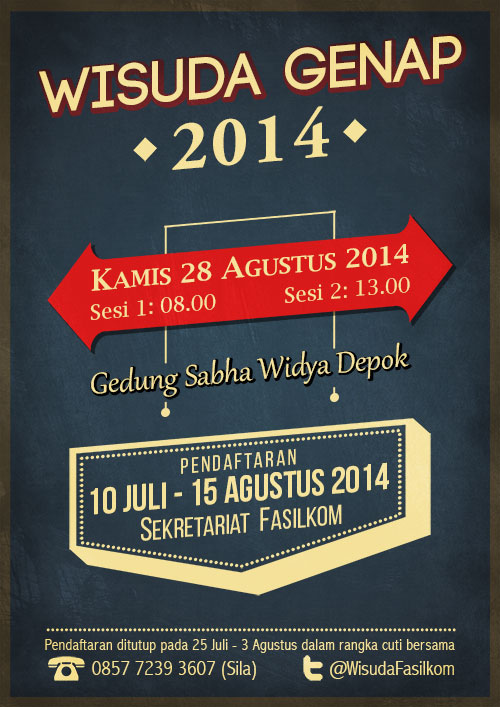 WISUDA GENAP
2014
KAMIS 28 AGUSTUS 2014
Sesi 1: 08.00 Sesi 2: 13.00
Gedung Sabha Widya Depok
PENDAFTARAN
10 JULI - 15 AGUSTUS 2014
SEKRETARIAT FASILKOM
Pendaftaran ditutup pada 25 Juli - 3 Agustus dalam rangka cuti bersama
0857 7239 3607 (Sila) @WisudaFasilkom